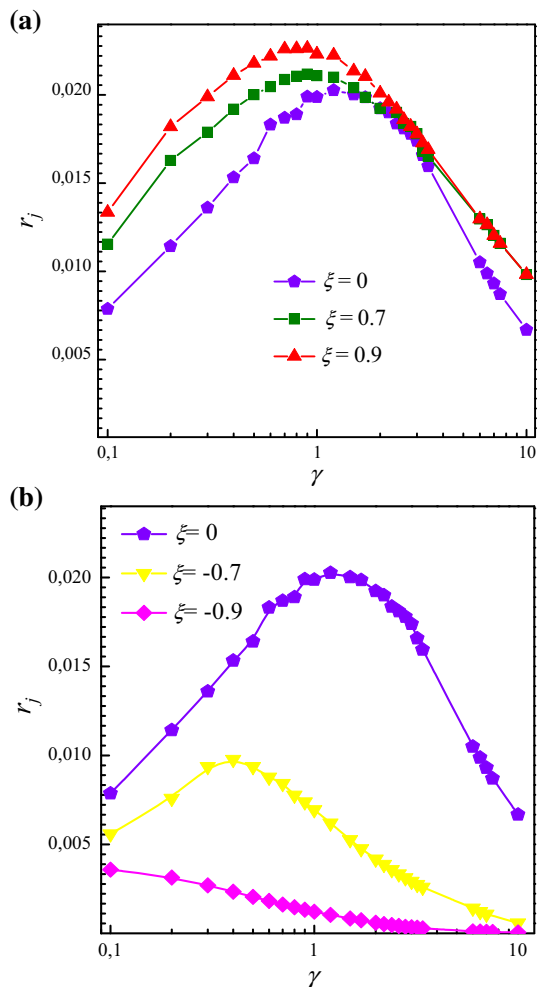 (a)
0,020
0,015
0,010
0,005
r_j
ξ = 0
ξ = 0.7
ξ = 0.9
0,1
1
10
γ
(b)
0,020
0,015
0,010
0,005
r_j
ξ= 0
ξ= -0.7
ξ= -0.9
0,1
1
10
γ